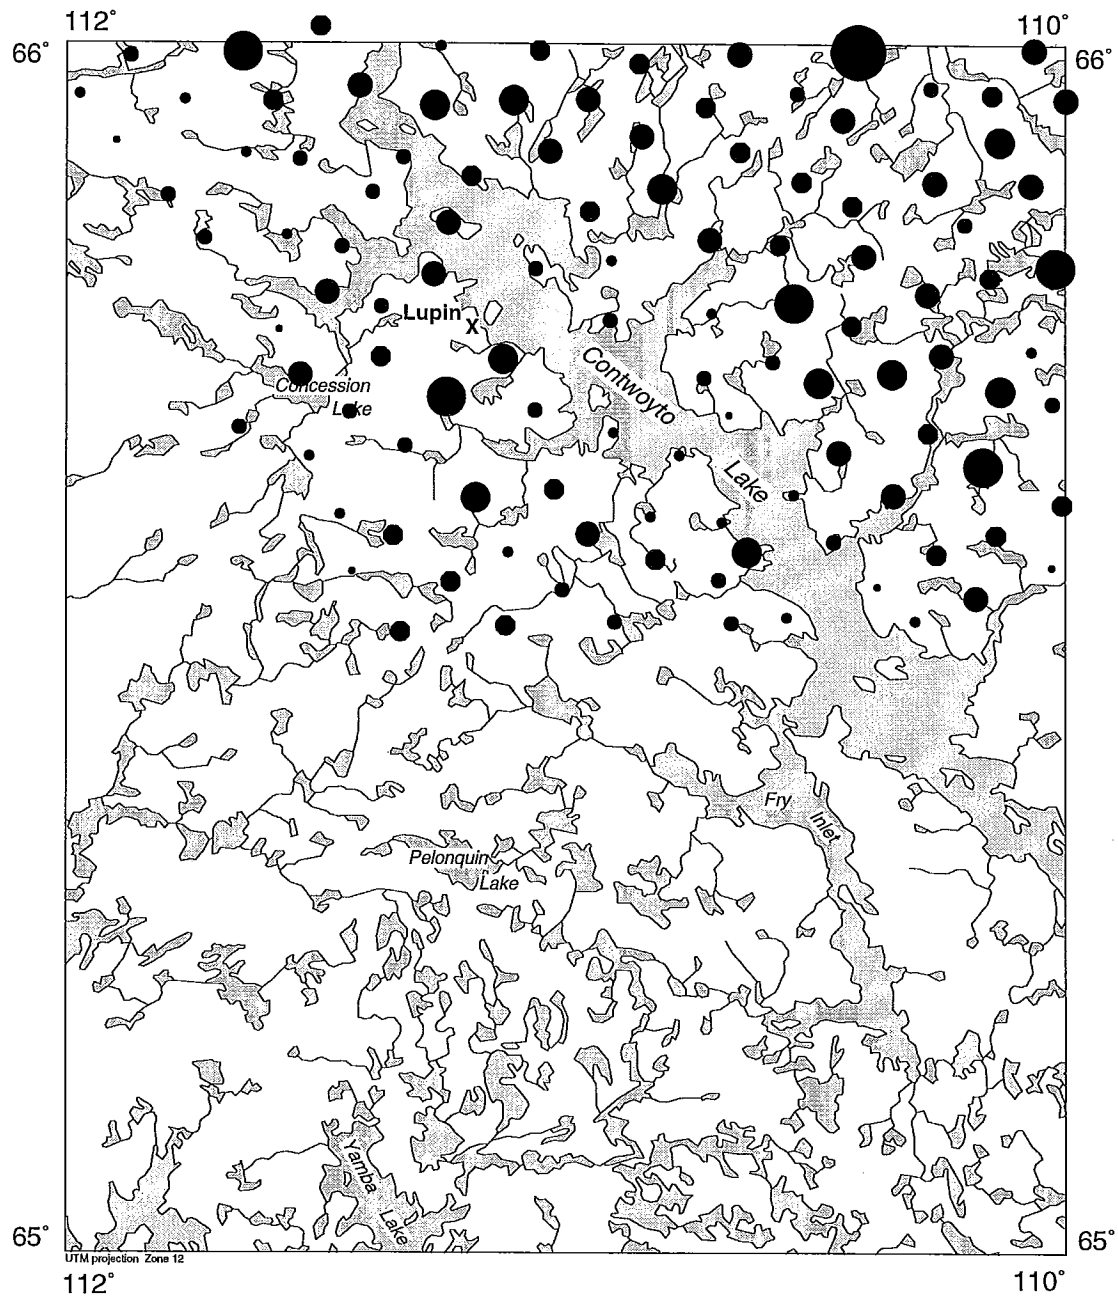 112° 110°
66° 66°
Lupin
X
Contwoyto
Lake
Concession
Lake
Fry
Inlet
Pelonquin
Lake
Yamba
Lake
65° 65°
UTM projection Zone 12
112° 110°